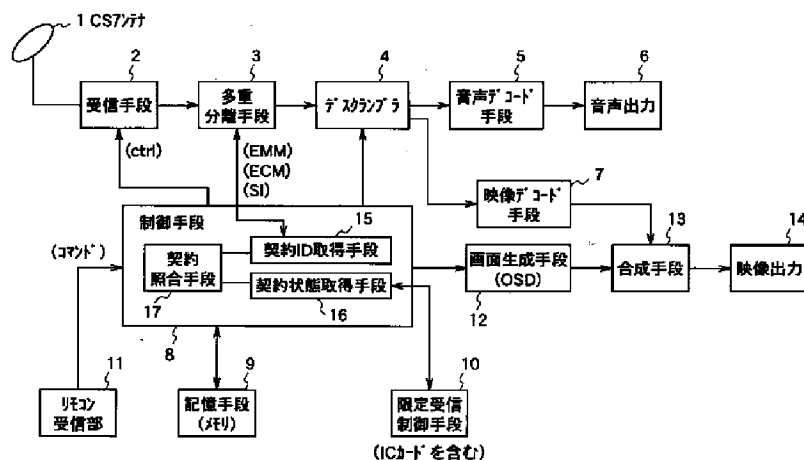 1 CSアンテナ
2
受信手段
3
多重
分離手段
4
デスクランブラ
5
音声デコード
手段
6
音声出力
(ctrl)
(EMM)
(ECM)
(SI)
7
映像デコード
手段
制御手段
15
契約ID取得手段
契約
照合手段
17
契約状態取得手段
16
8
(コマンド)
画面生成手段
(OSD)
12
13
合成手段
14
映像出力
11
リモコン
受信部
9
記憶手段
(メモリ)
10
限定受信
制御手段
(ICカードを含む)